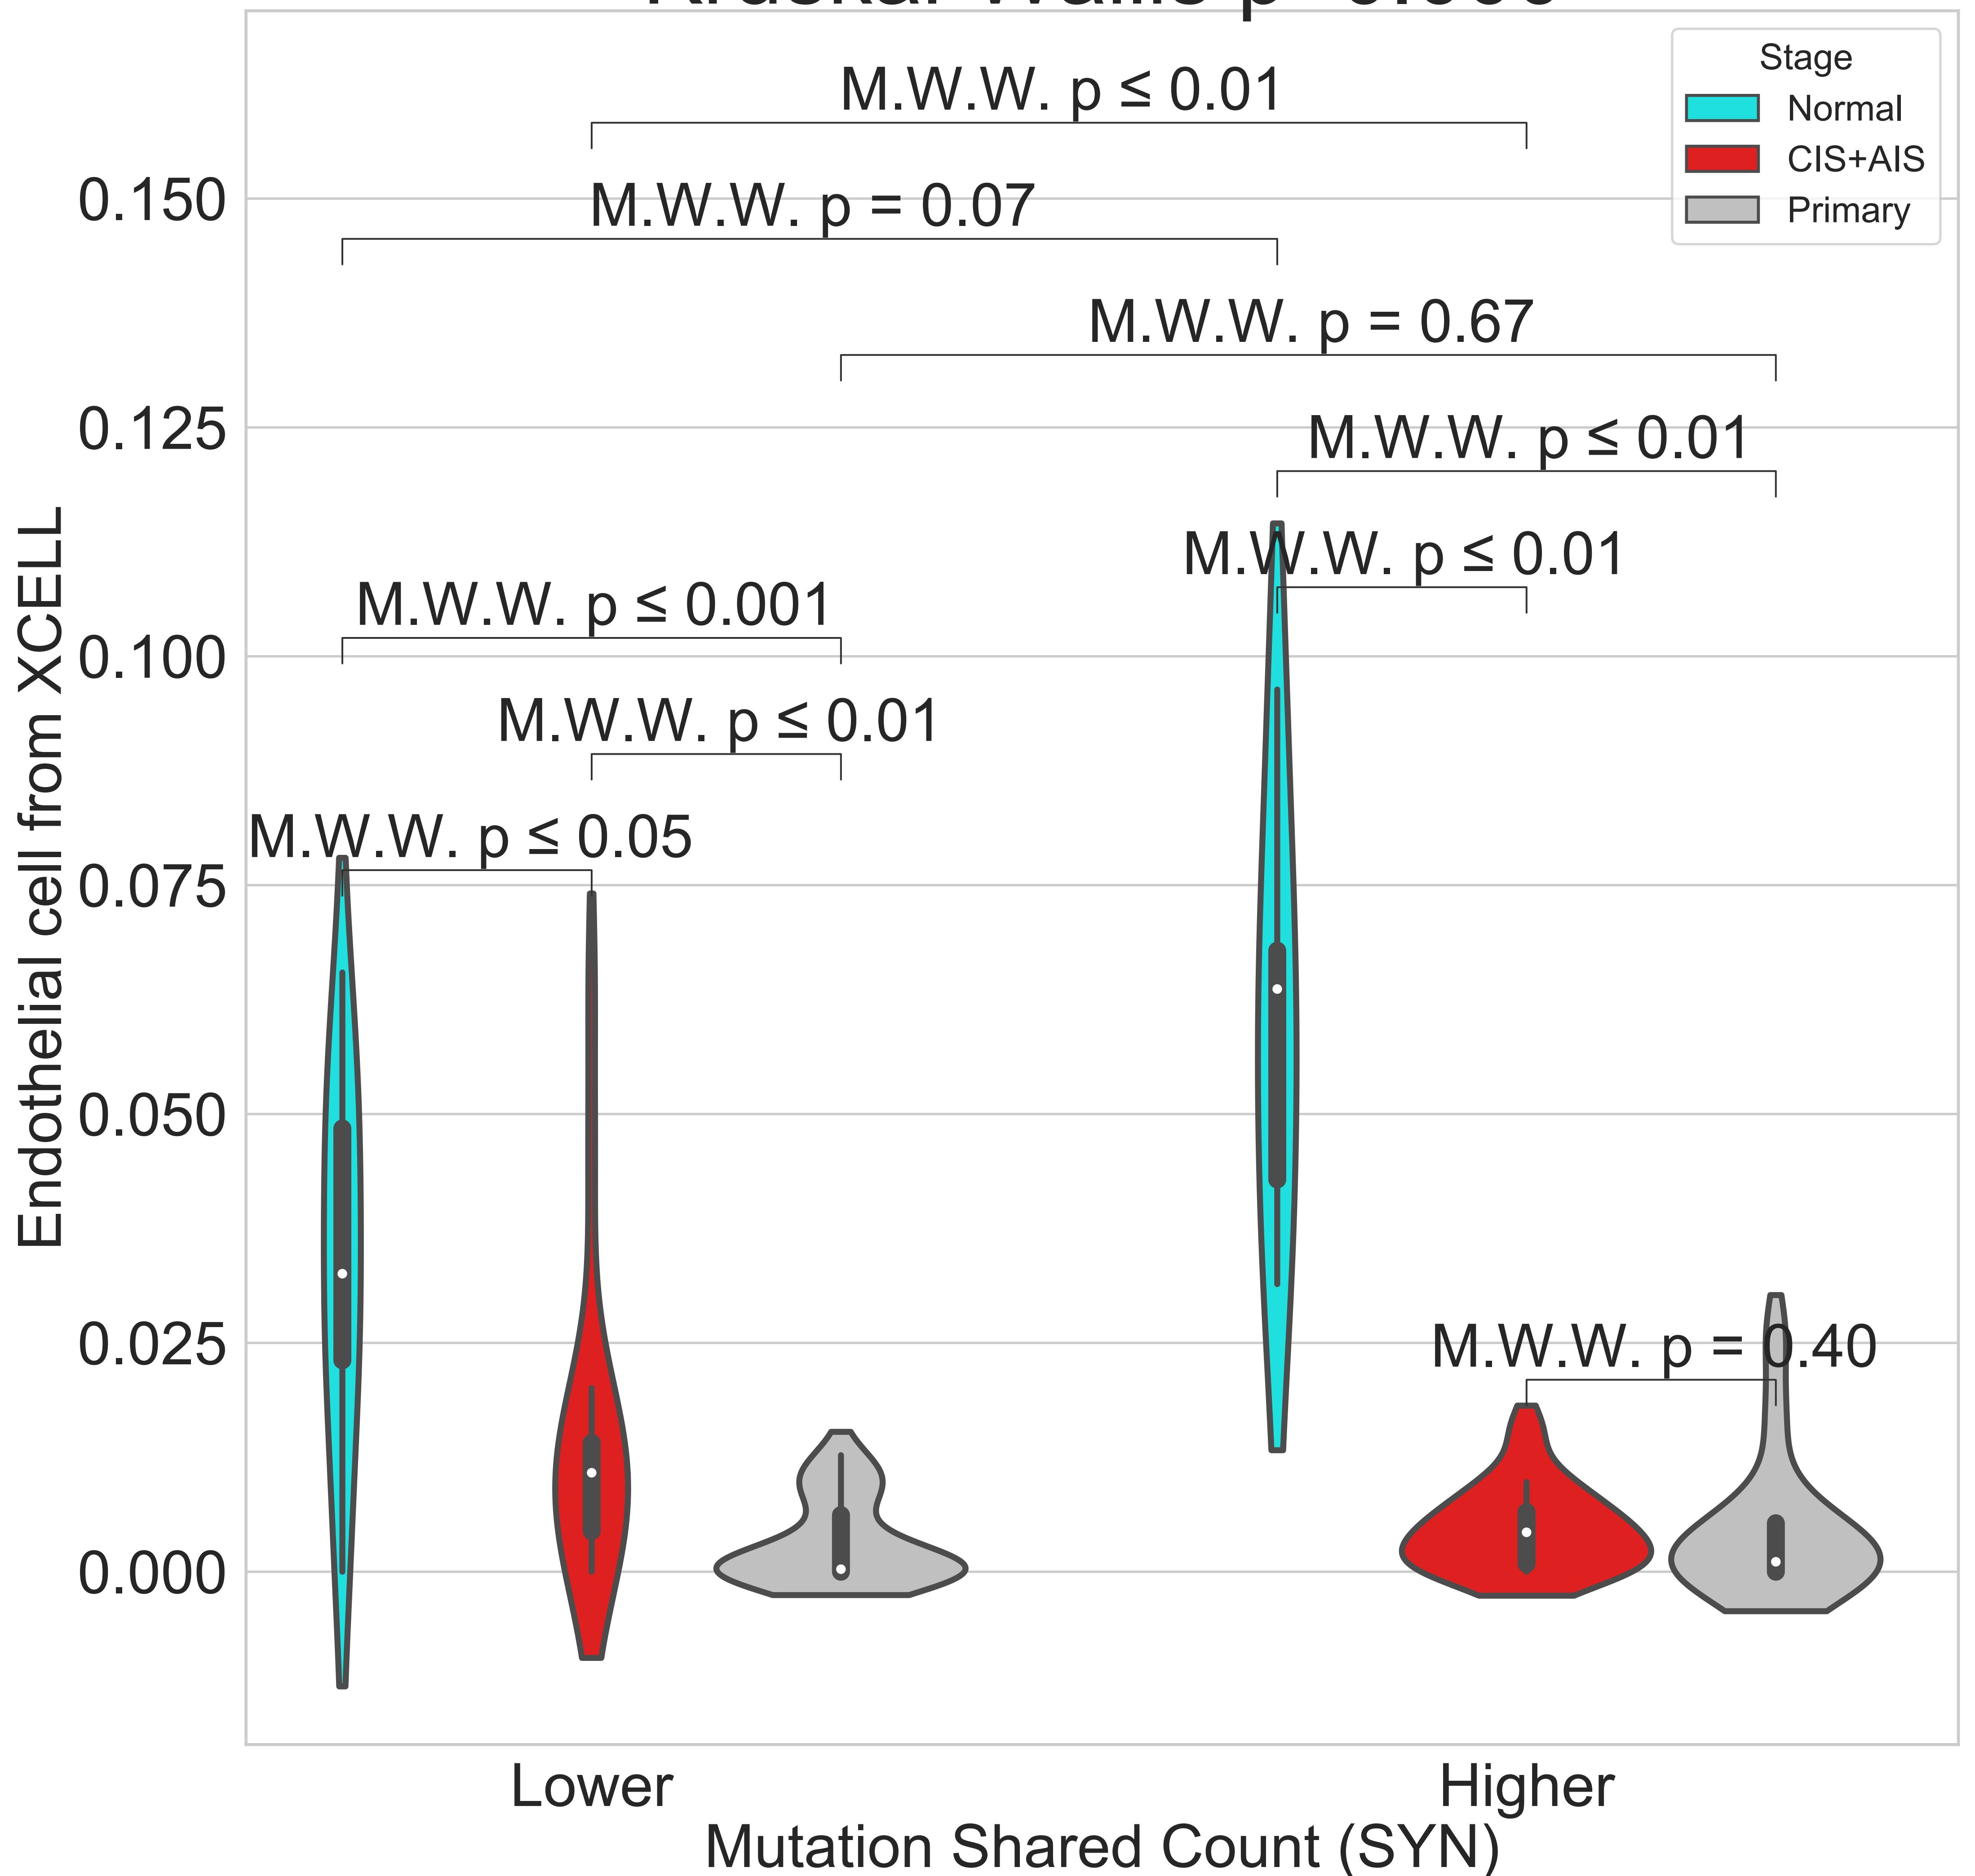 Stage
Normal
CIS+AIS
Primary
M.W.W. p ≤ 0.01
M.W.W. p = 0.07
M.W.W. p = 0.67
M.W.W. p ≤ 0.01
M.W.W. p ≤ 0.01
M.W.W. p ≤ 0.001
M.W.W. p ≤ 0.01
M.W.W. p ≤ 0.05
M.W.W. p = 0.40
0.150
0.125
0.100
0.075
0.050
0.025
0.000
Endothelial cell from XCELL
Lower
Higher
Mutation Shared Count (SYN)